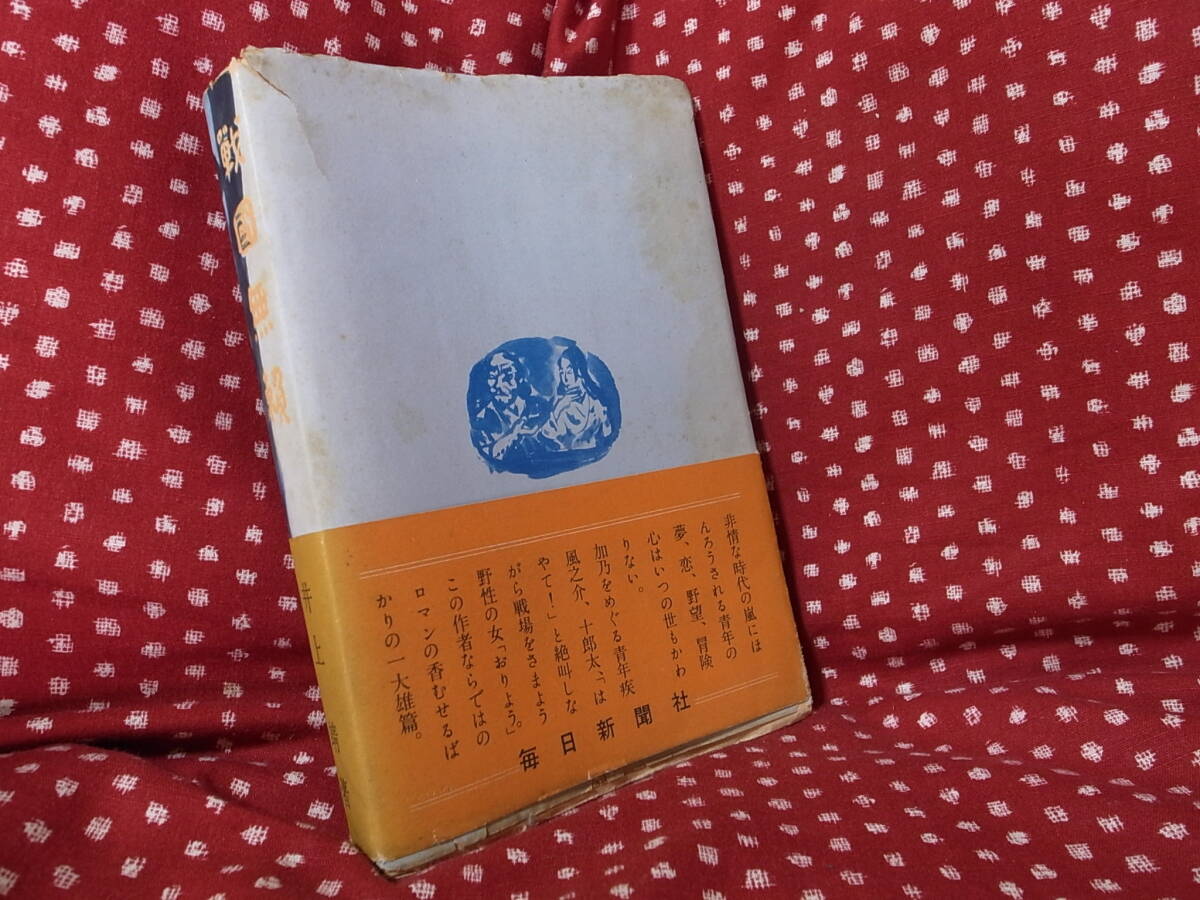 戦国無頼
井上靖著
非情な時代の嵐にほ
んろうされる青年の
夢、恋、野望、冒険
心はいつの世もかわ
りない。
加乃をめぐる青年疾
風之介、十郎太、「は
やて!」と絶叫しな
がら戦場をさまよう
野性の女「おりょう」。
この作者ならではの
ロマンの香むせるば
かりの一大雄篇。
毎日新聞社